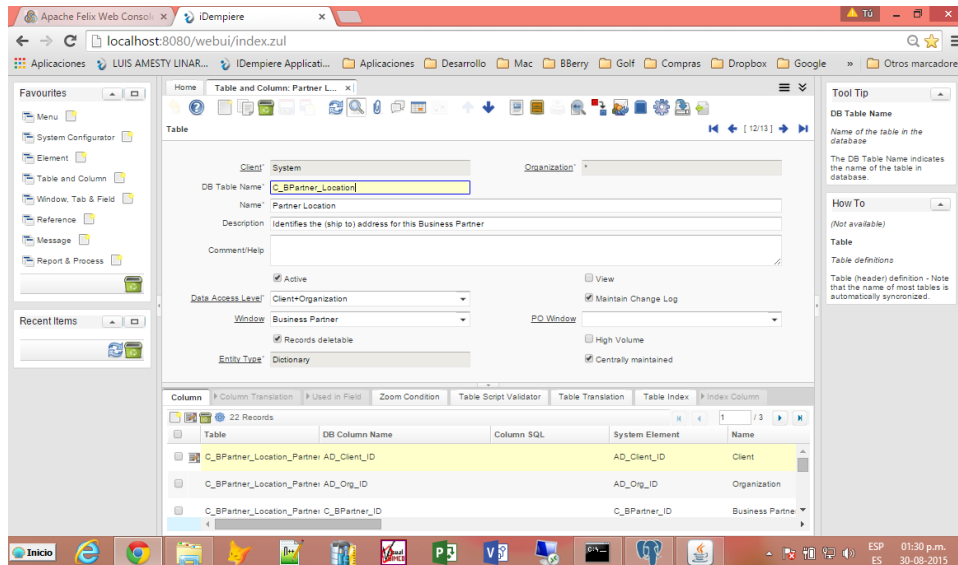 Apache Felix Web Consol
iDempiere
Tú
localhost:8080/webui/index.zul
Aplicaciones
LUIS AMESTY LINAR...
IDempiere Applicati...
Aplicaciones
Desarrollo
Mac
BBerry
Golf
Compras
Dropbox
Google
»
Otros marcadore
Favourites
Menu
System Configurator
Element
Table and Column
Window, Tab & Field
Reference
Message
Report & Process
Recent Items
Home
Table and Column: Partner L...
Table
[ 12/13 ]
Client*
System
Organization*
*
DB Table Name*
C_BPartner_Location
Name*
Partner Location
Description
Identifies the (ship to) address for this Business Partner
Comment/Help
Active
View
Data Access Level*
Client+Organization
Maintain Change Log
Window
Business Partner
PO Window
Records deletable
High Volume
Entity Type*
Dictionary
Centrally maintained
Column
Column Translation
Used in Field
Zoom Condition
Table Script Validator
Table Translation
Table Index
Index Column
22 Records
1
/ 3
Table
DB Column Name
Column SQL
System Element
Name
C_BPartner_Location_Partner
AD_Client_ID
AD_Client_ID
Client
C_BPartner_Location_Partner
AD_Org_ID
AD_Org_ID
Organization
C_BPartner_Location_Partner
C_BPartner_ID
C_BPartner_ID
Business Partner
Tool Tip
DB Table Name
Name of the table in the
database
The DB Table Name indicates
the name of the table in
database.
How To
(Not available)
Table
Table definitions
Table (header) definition - Note
that the name of most tables is
automatically syncronized.
Inicio
ESP
ES
01:30 p.m.
30-08-2015